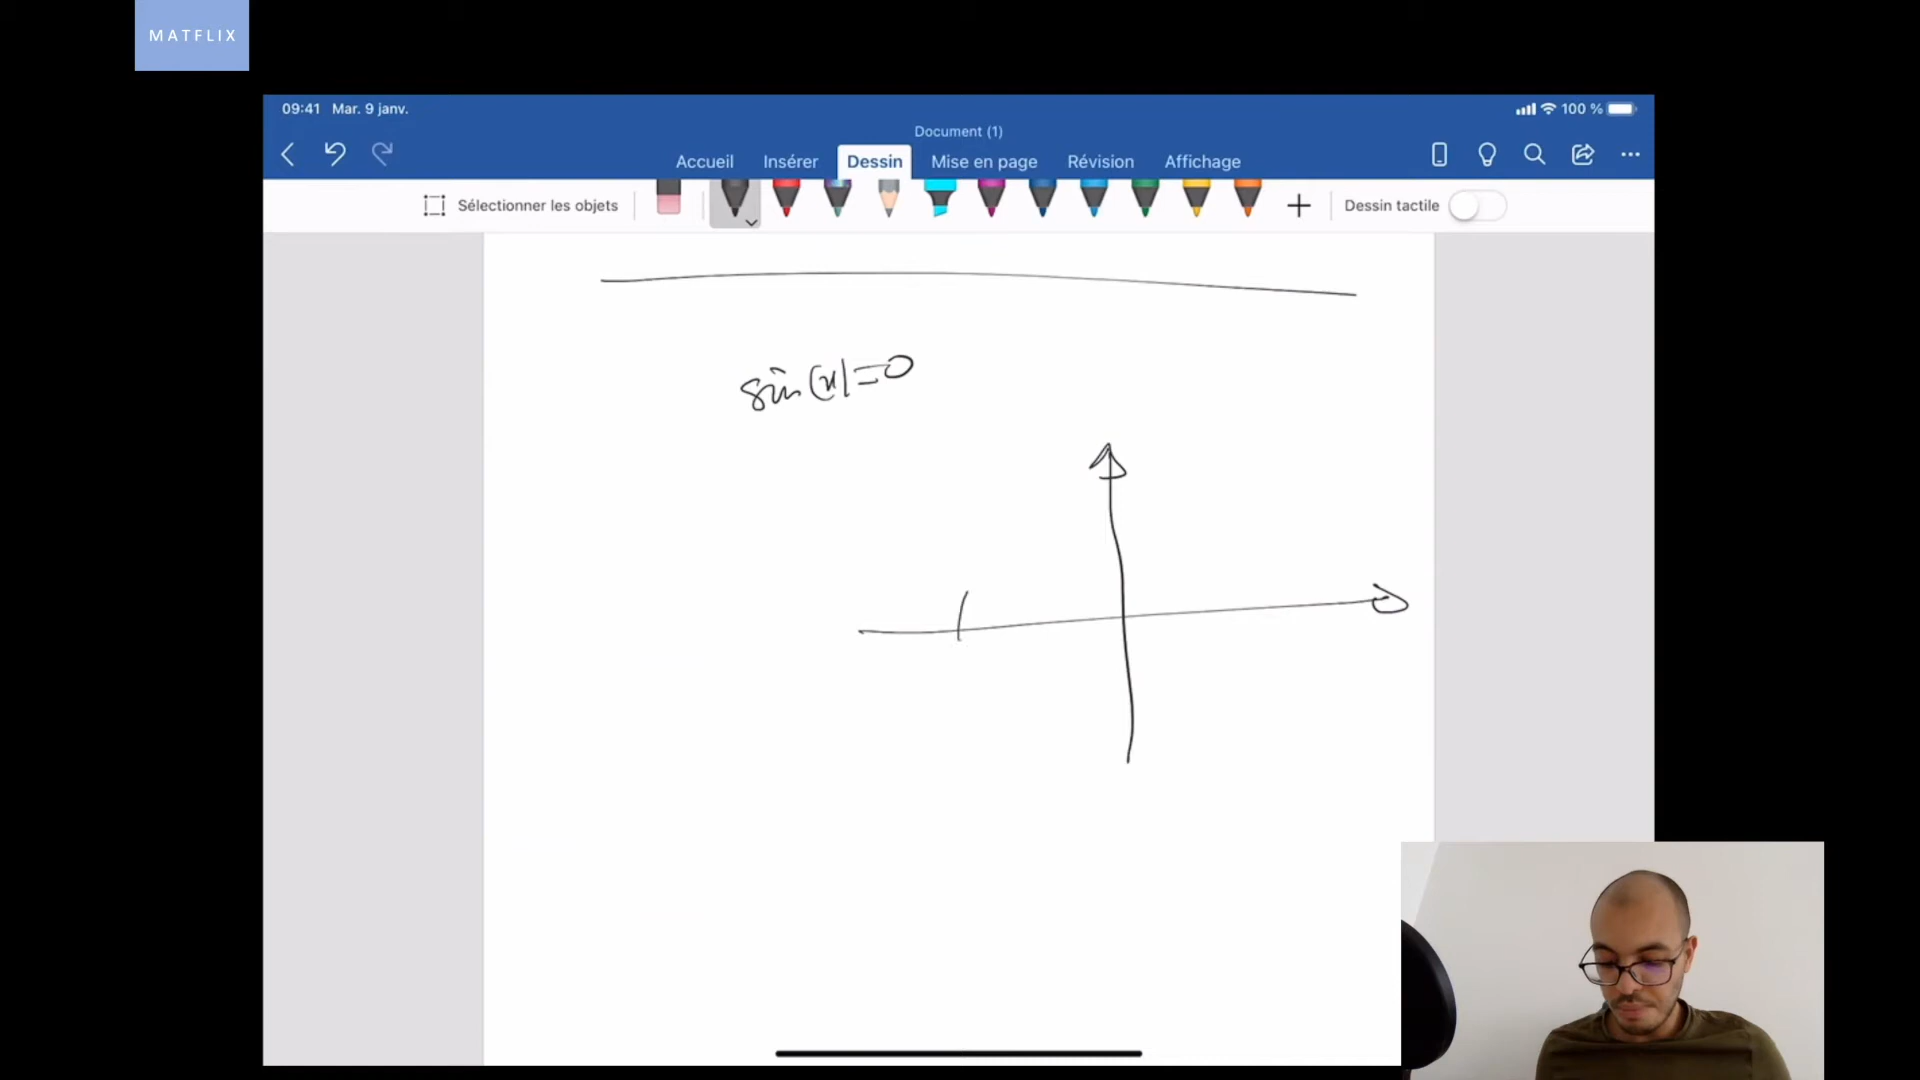 MATFLIX
09:41 Mar. 9 janv.
100 %
Document (1)
Accueil Insérer Dessin Mise en page Révision Affichage
Sélectionner les objets
Dessin tactile
sin(x)=0